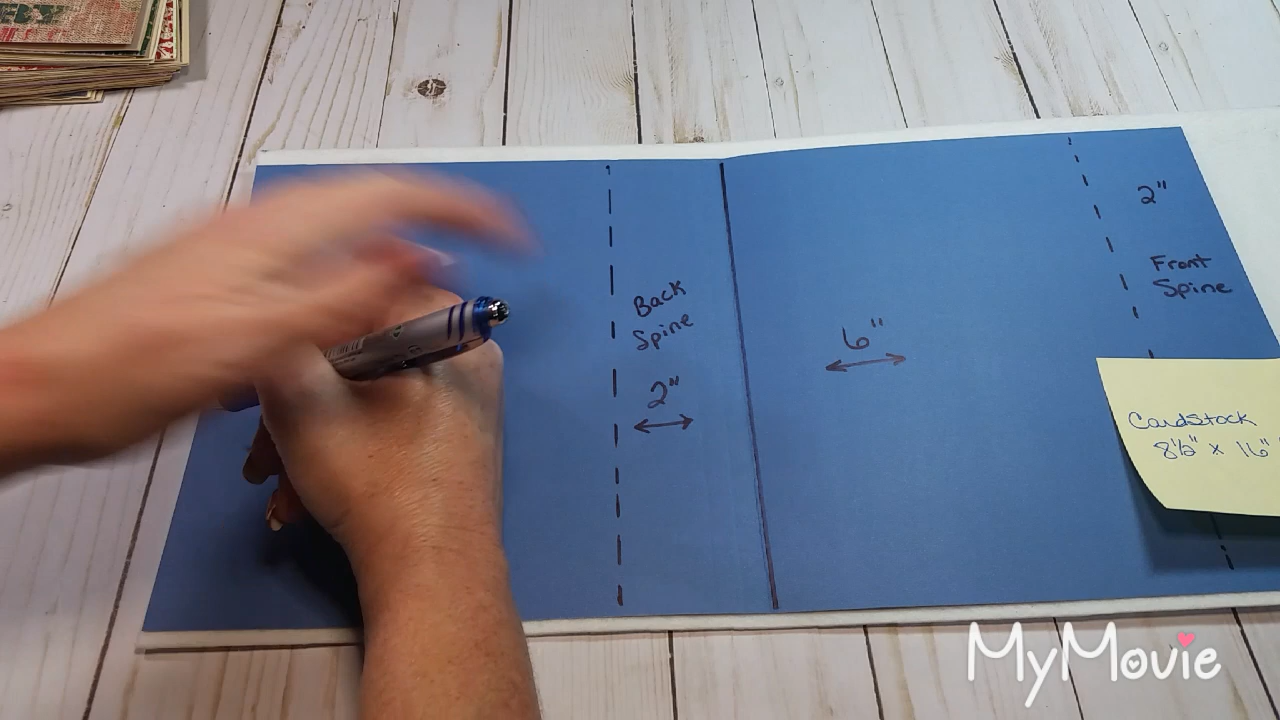 Back
Spine
2"
6"
2"
Front
Spine
Cardstock
8½" x 16"
MyMovie